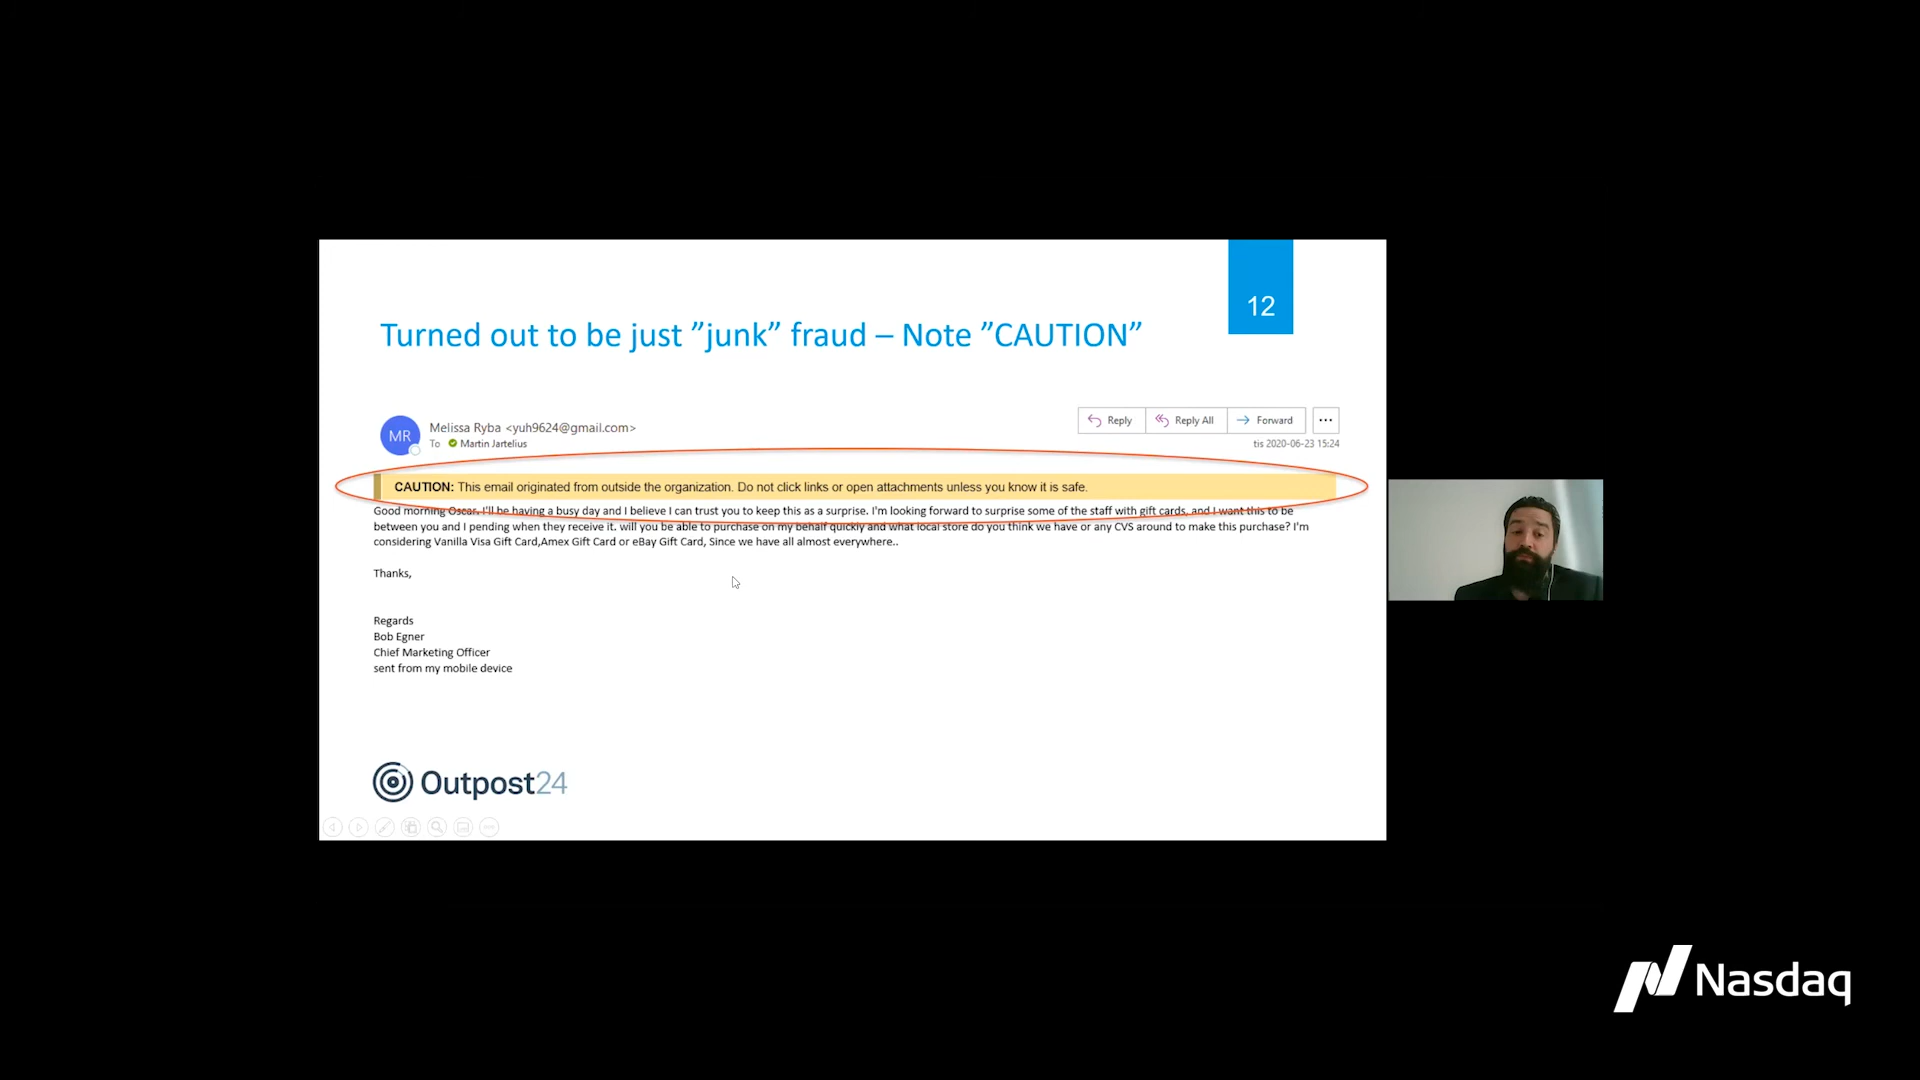 12
Turned out to be just ”junk” fraud – Note ”CAUTION”
MR
Melissa Ryba <yuh9624@gmail.com>
To Martin Jartelius
Reply
Reply All
Forward
tis 2020-06-23 15:24
CAUTION: This email originated from outside the organization. Do not click links or open attachments unless you know it is safe.
Good morning Oscar, I'll be having a busy day and I believe I can trust you to keep this as a surprise. I'm looking forward to surprise some of the staff with gift cards, and I want this to be
between you and I pending when they receive it. will you be able to purchase on my behalf quickly and what local store do you think we have or any CVS around to make this purchase? I'm
considering Vanilla Visa Gift Card,Amex Gift Card or eBay Gift Card, Since we have all almost everywhere..
Thanks,
Regards
Bob Egner
Chief Marketing Officer
sent from my mobile device
Outpost24
Nasdaq